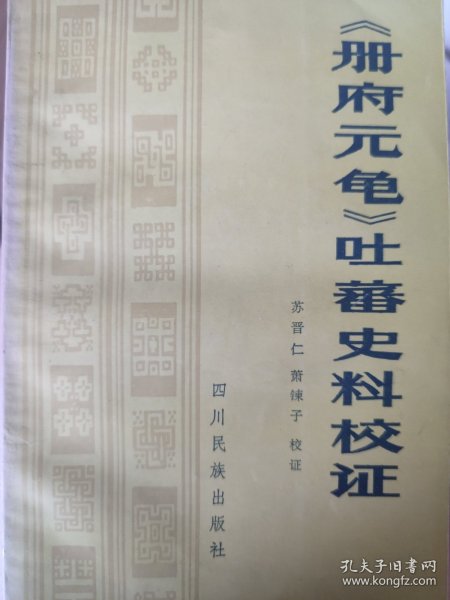 《册府元龟》吐蕃史料校证
苏晋仁 萧鍊子 校证
四川民族出版社
孔夫子旧书网
www.kongfz.com